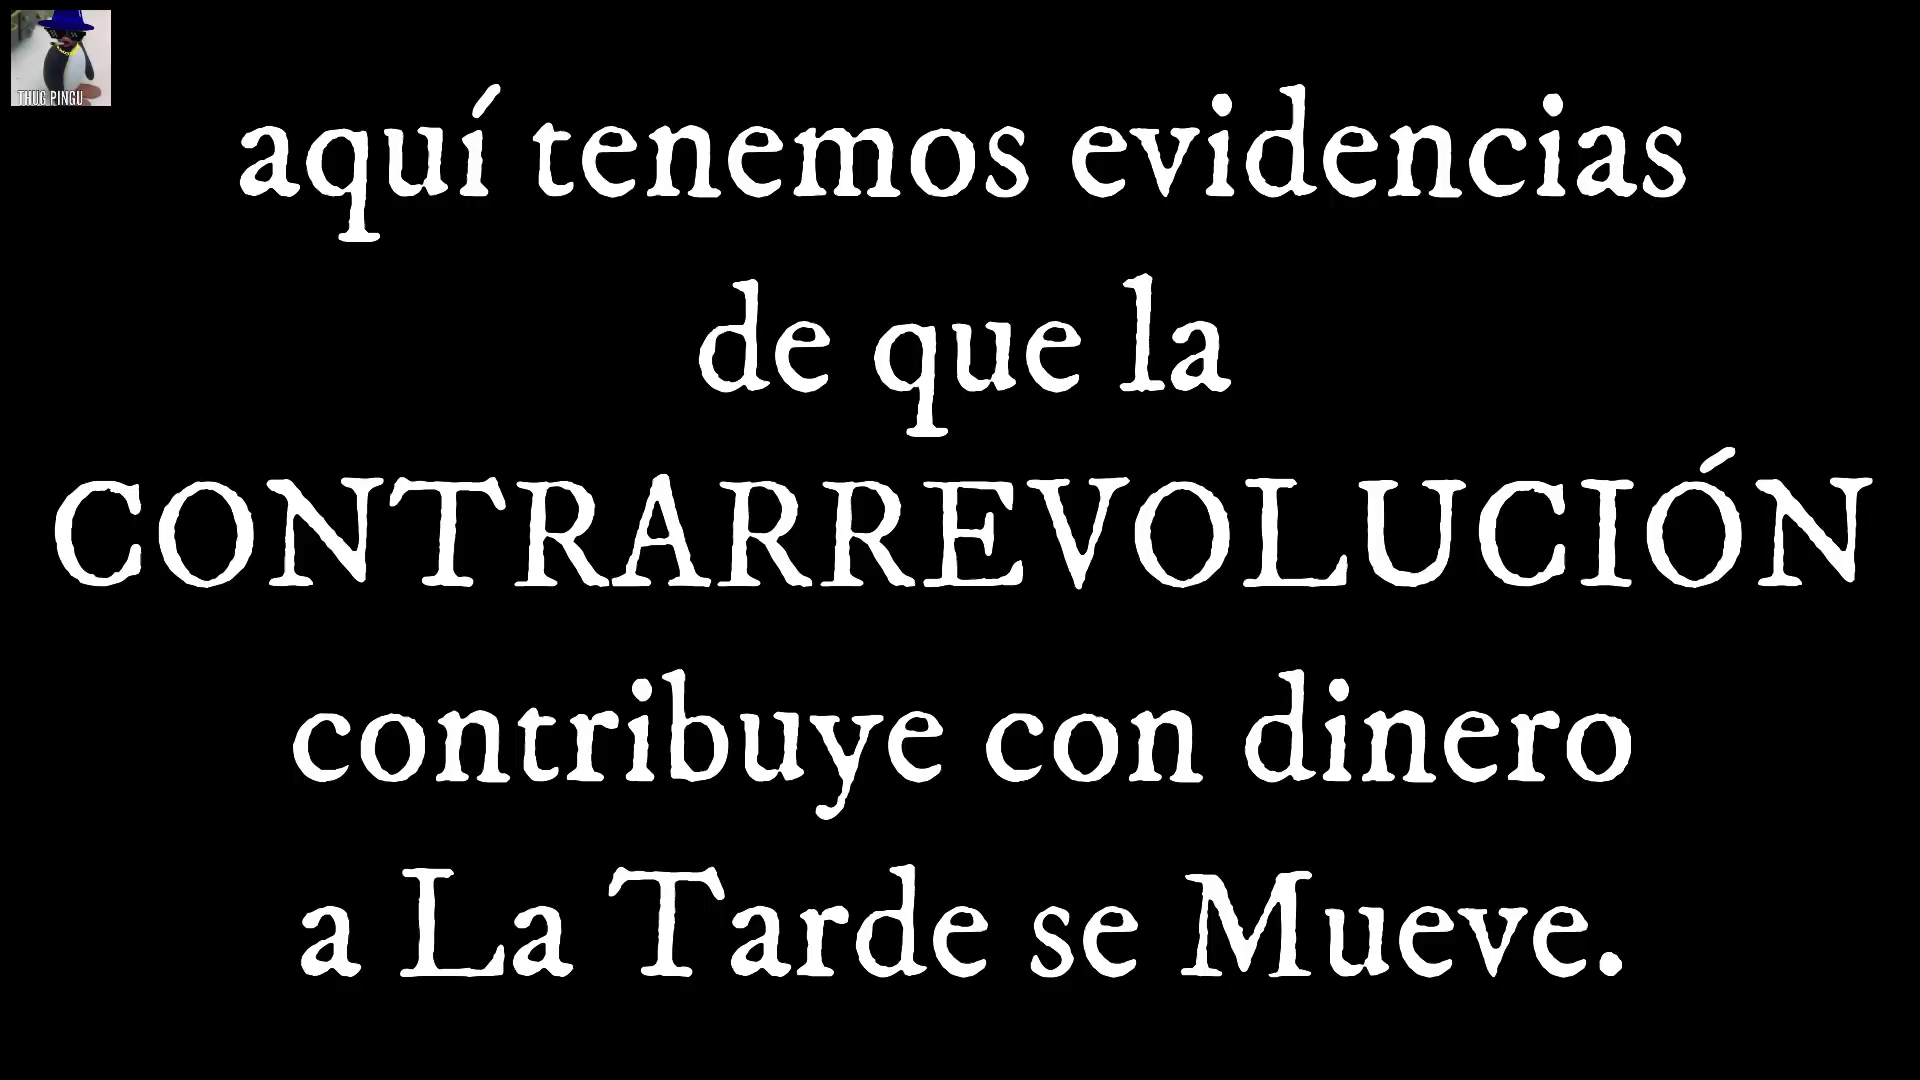 THUG PINGU
aquí tenemos evidencias
de que la
CONTRARREVOLUCIÓN
contribuye con dinero
a La Tarde se Mueve.